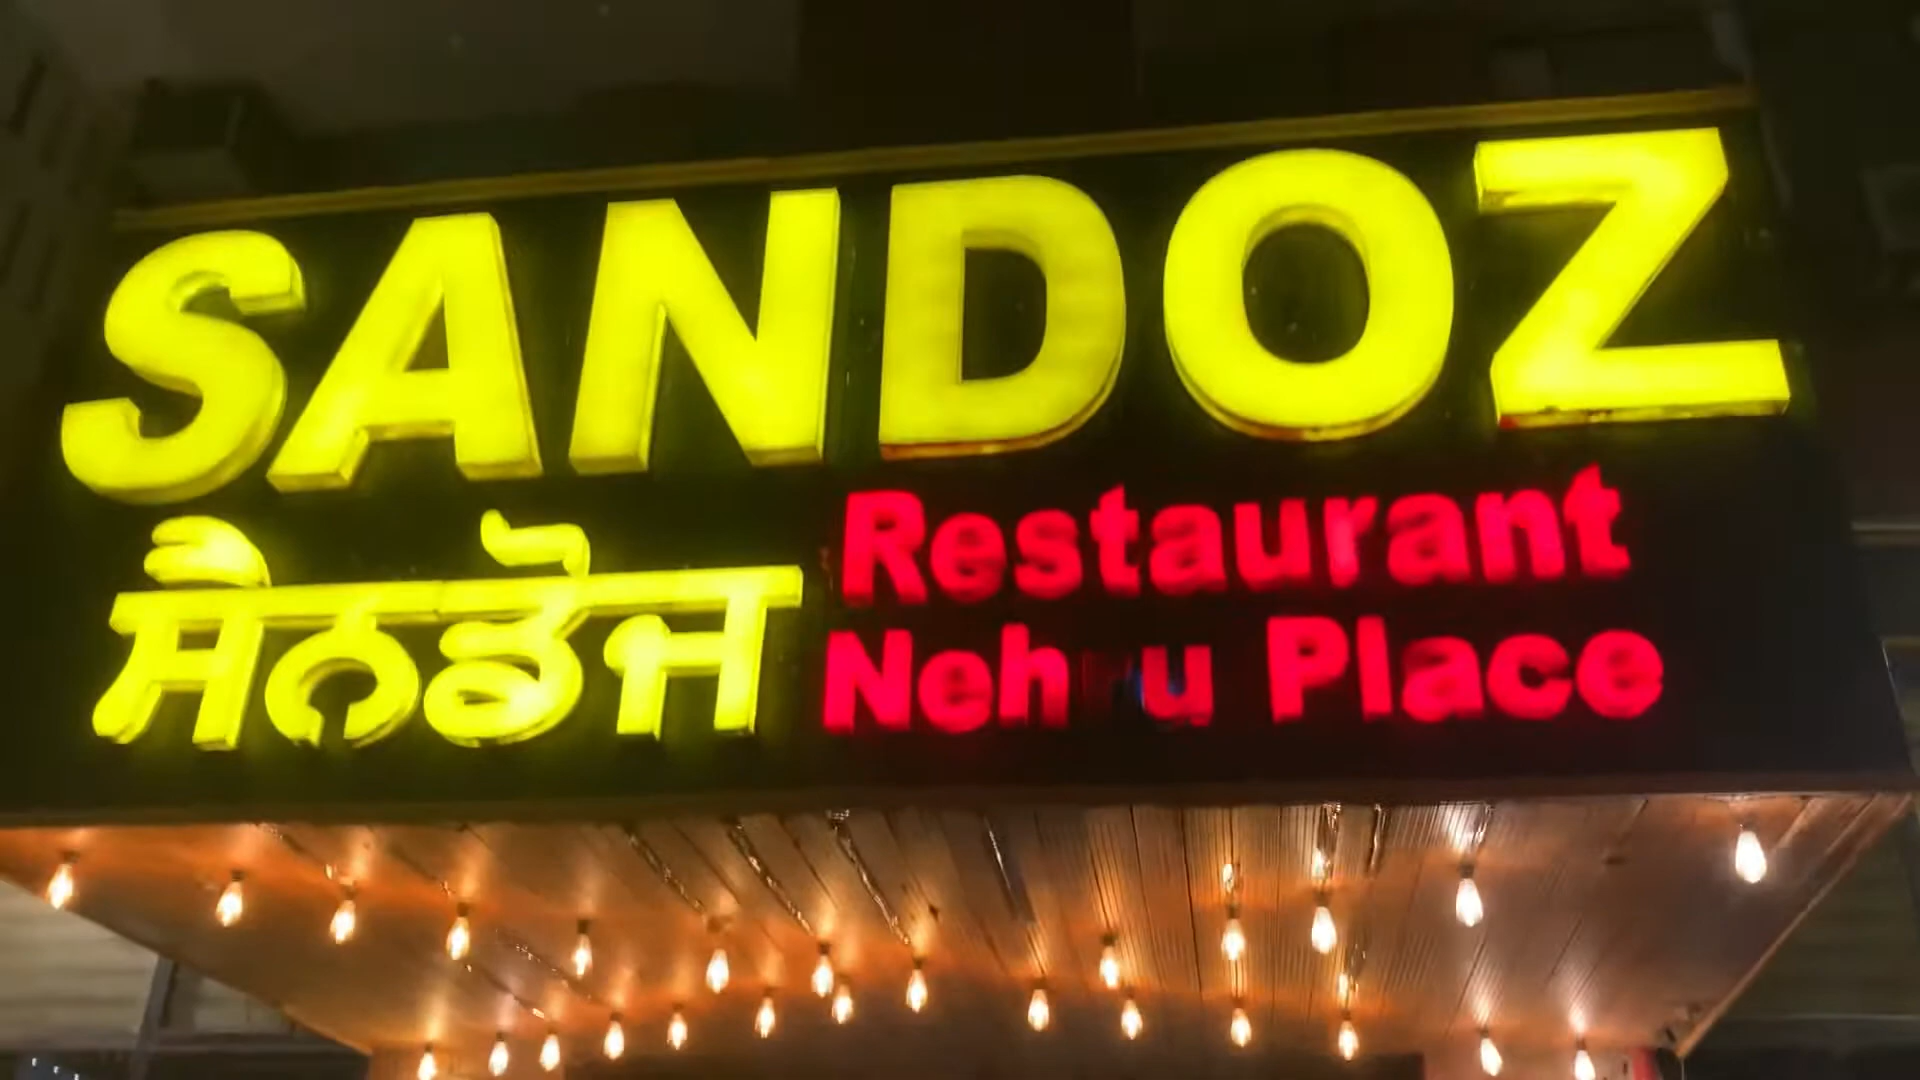 SANDOZ
ਸੈਨਡੋਜ
Restaurant
Nehru Place